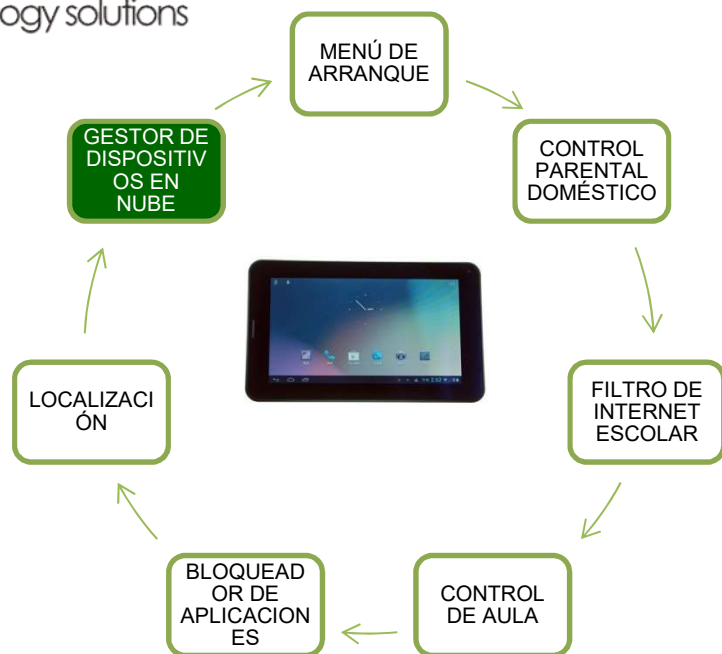 ogy solutions
MENÚ DE
ARRANQUE
CONTROL
PARENTAL
DOMÉSTICO
FILTRO DE
INTERNET
ESCOLAR
CONTROL
DE AULA
BLOQUEAD
OR DE
APLICACION
ES
LOCALIZACI
ÓN
GESTOR DE
DISPOSITIV
OS EN
NUBE